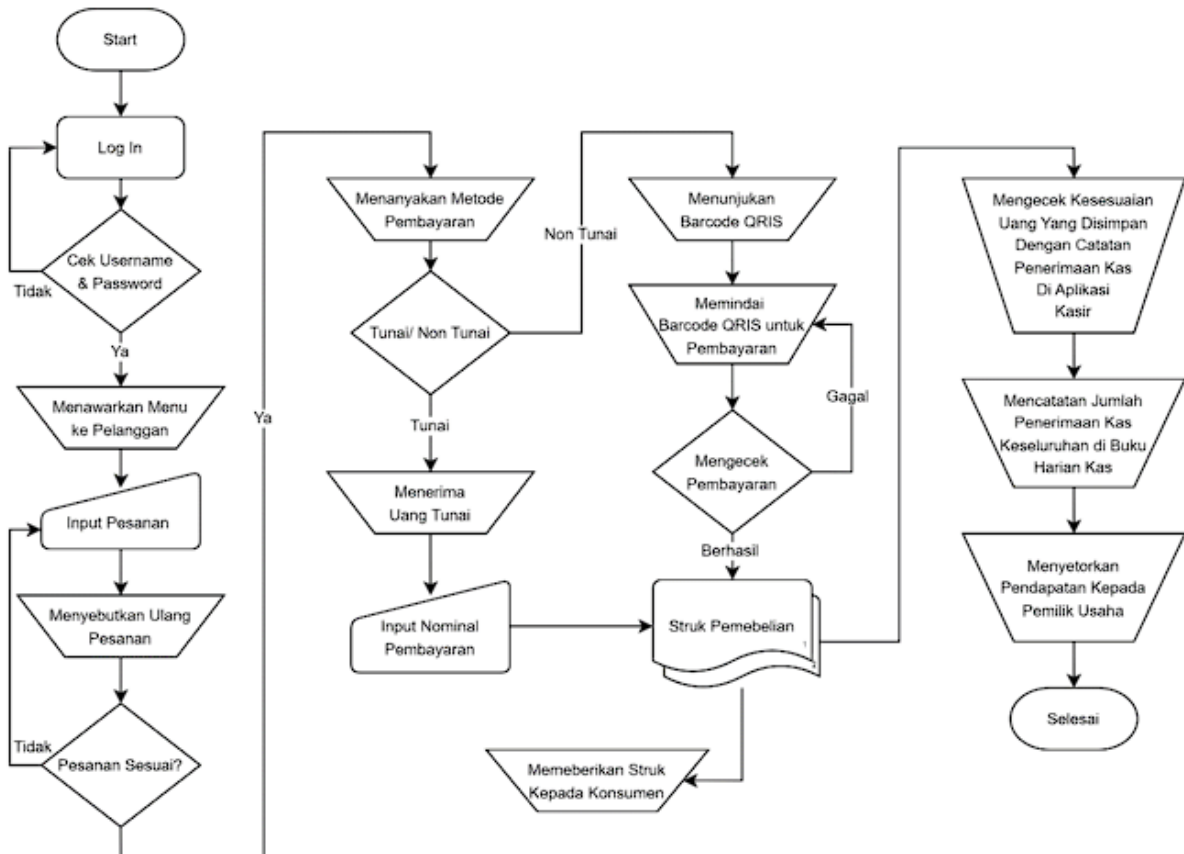 Start
Log In
Cek Username
& Password
Tidak
Ya
Menawarkan Menu
ke Pelanggan
Input Pesanan
Menyebutkan Ulang
Pesanan
Tidak
Pesanan Sesuai?
Ya
Menanyakan Metode
Pembayaran
Tunai/ Non Tunai
Non Tunai
Tunai
Menerima
Uang Tunai
Input Nominal
Pembayaran
Menunjukan
Barcode QRIS
Memindai
Barcode QRIS untuk
Pembayaran
Gagal
Mengecek
Pembayaran
Berhasil
Struk Pemebelian
1
Memeberikan Struk
Kepada Konsumen
Mengecek Kesesuaian
Uang Yang Disimpan
Dengan Catatan
Penerimaan Kas
Di Aplikasi
Kasir
Mencatatan Jumlah
Penerimaan Kas
Keseluruhan di Buku
Harian Kas
Menyetorkan
Pendapatan Kepada
Pemilik Usaha
Selesai